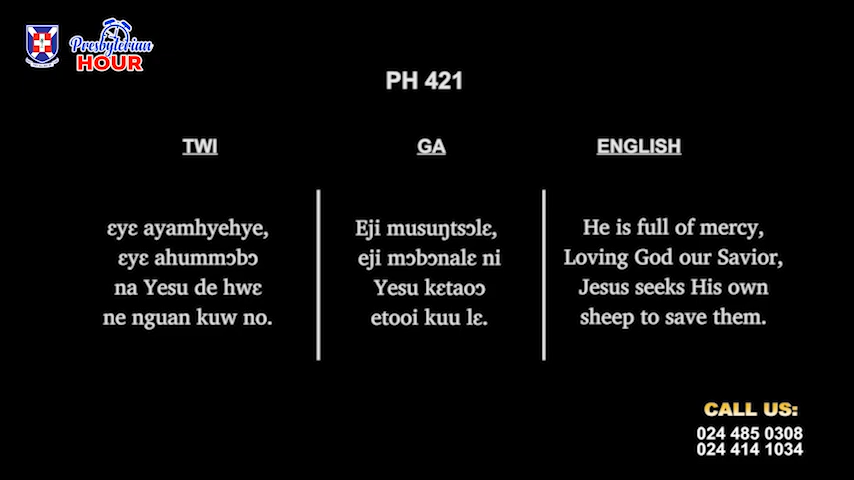 Presbyterian
HOUR
PH 421
TWI
ɛyɛ ayamhyehye,
ɛyɛ ahummɔbɔ
na Yesu de hwɛ
ne nguan kuw no.
GA
Eji musuŋtsɔlɛ,
eji mɔbɔnalɛ ni
Yesu kɛtaoɔ
etooi kuu lɛ.
ENGLISH
He is full of mercy,
Loving God our Savior,
Jesus seeks His own
sheep to save them.
CALL US:
024 485 0308
024 414 1034